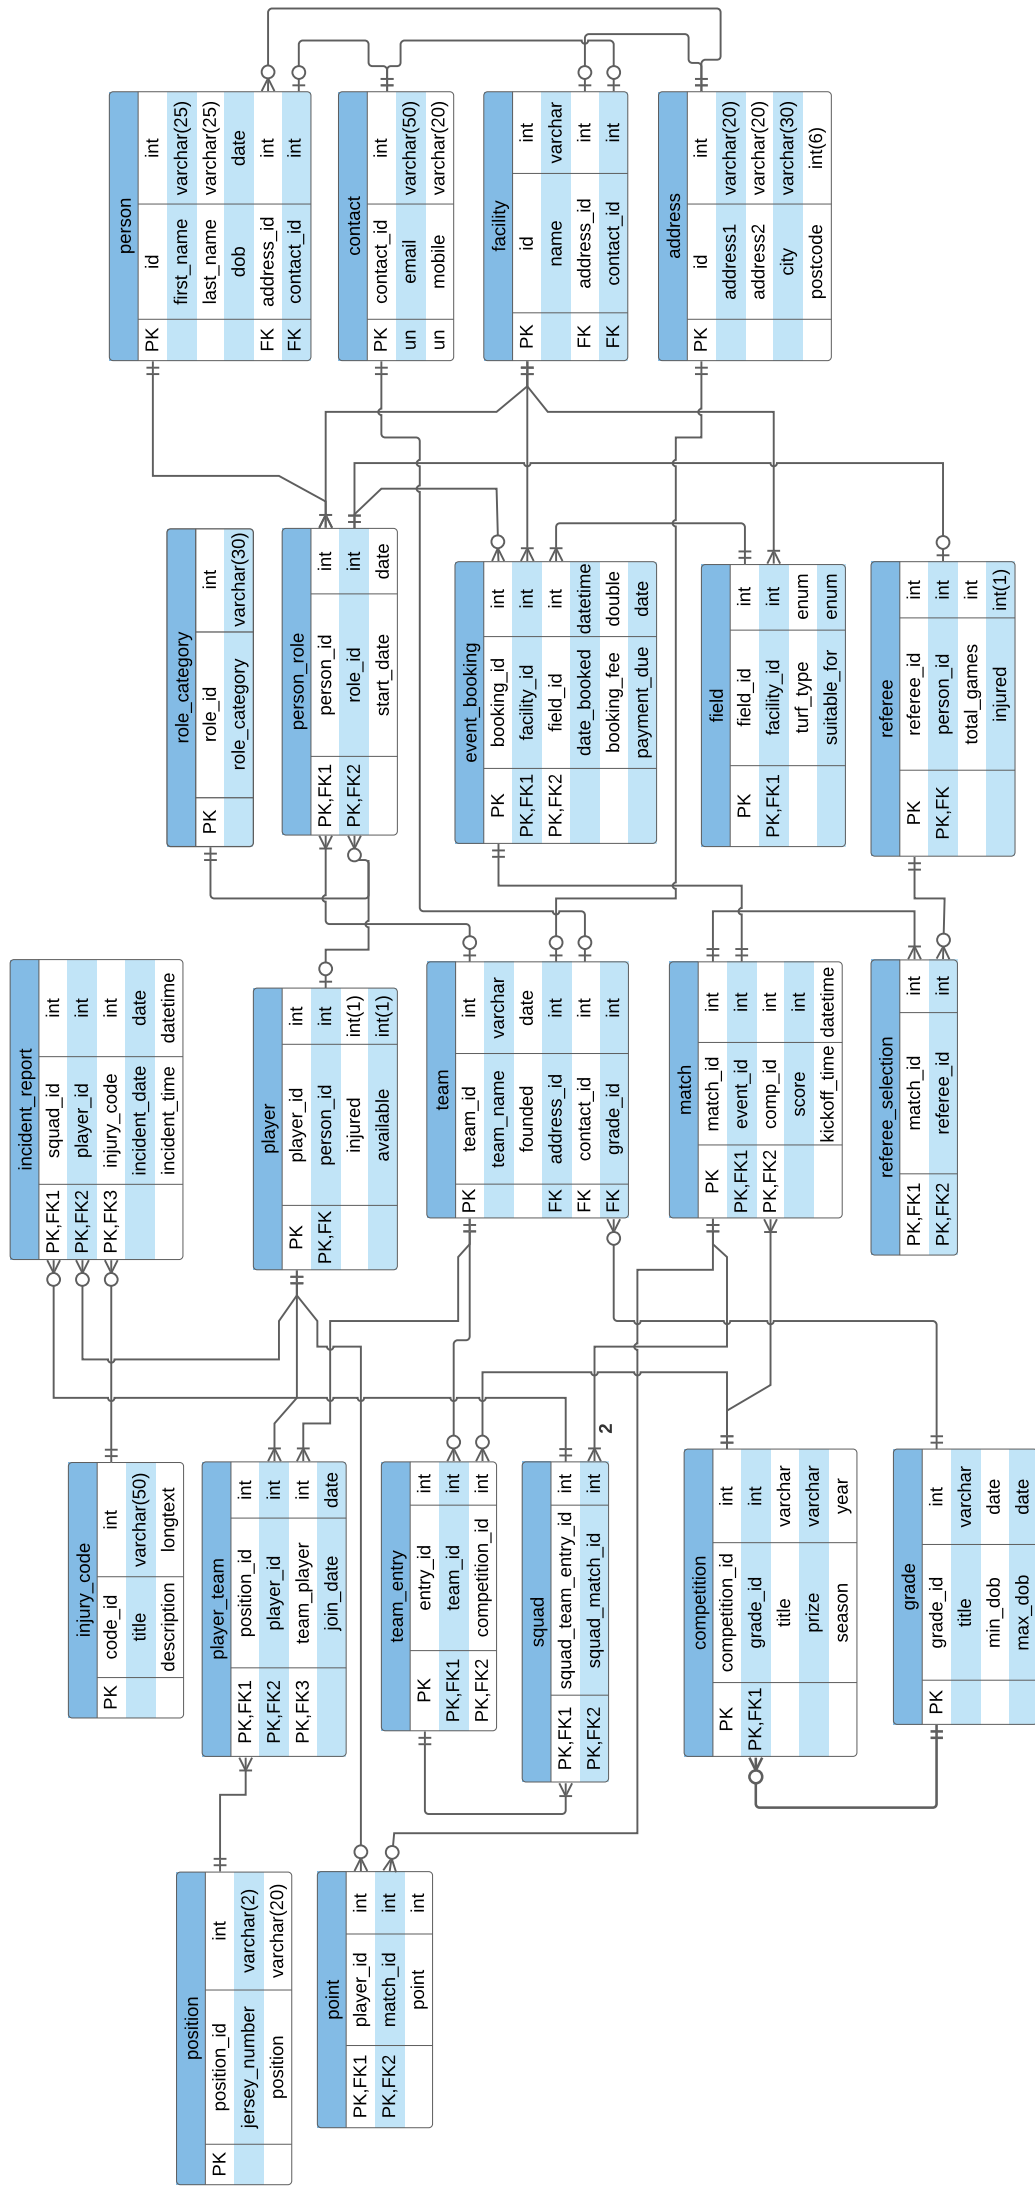 position
PK position_id int
jersey_number varchar(2)
position varchar(20)
point
PK,FK1 player_id int
PK,FK2 match_id int
point int
injury_code
PK code_id int
title varchar(50)
description longtext
player_team
PK,FK1 position_id int
PK,FK2 player_id int
PK,FK3 team_player int
join_date date
team_entry
PK entry_id int
PK,FK1 team_id int
PK,FK2 competition_id int
squad
PK,FK1 squad_team_entry_id int
PK,FK2 squad_match_id int
2
competition
PK competition_id int
PK,FK1 grade_id int
title varchar
prize varchar
season year
grade
PK grade_id int
title varchar
min_dob date
max_dob date
incident_report
PK,FK1 squad_id int
PK,FK2 player_id int
PK,FK3 injury_code int
incident_date date
incident_time datetime
player
PK player_id int
PK,FK person_id int
injured int(1)
available int(1)
team
PK team_id int
team_name varchar
founded date
FK address_id int
FK contact_id int
FK grade_id int
match
PK match_id int
PK,FK1 event_id int
PK,FK2 comp_id int
score int
kickoff_time datetime
referee_selection
PK,FK1 match_id int
PK,FK2 referee_id int
role_category
PK role_id int
role_category varchar(30)
person_role
PK,FK1 person_id int
PK,FK2 role_id int
start_date date
event_booking
PK booking_id int
PK,FK1 facility_id int
PK,FK2 field_id int
date_booked datetime
booking_fee double
payment_due date
field
PK field_id int
PK,FK1 facility_id int
turf_type enum
suitable_for enum
referee
PK referee_id int
PK,FK person_id int
total_games int
injured int(1)
person
PK id int
first_name varchar(25)
last_name varchar(25)
dob date
FK address_id int
FK contact_id int
contact
PK contact_id int
un email varchar(50)
un mobile varchar(20)
facility
PK id int
name varchar
FK address_id int
FK contact_id int
address
PK id int
address1 varchar(20)
address2 varchar(20)
city varchar(30)
postcode int(6)